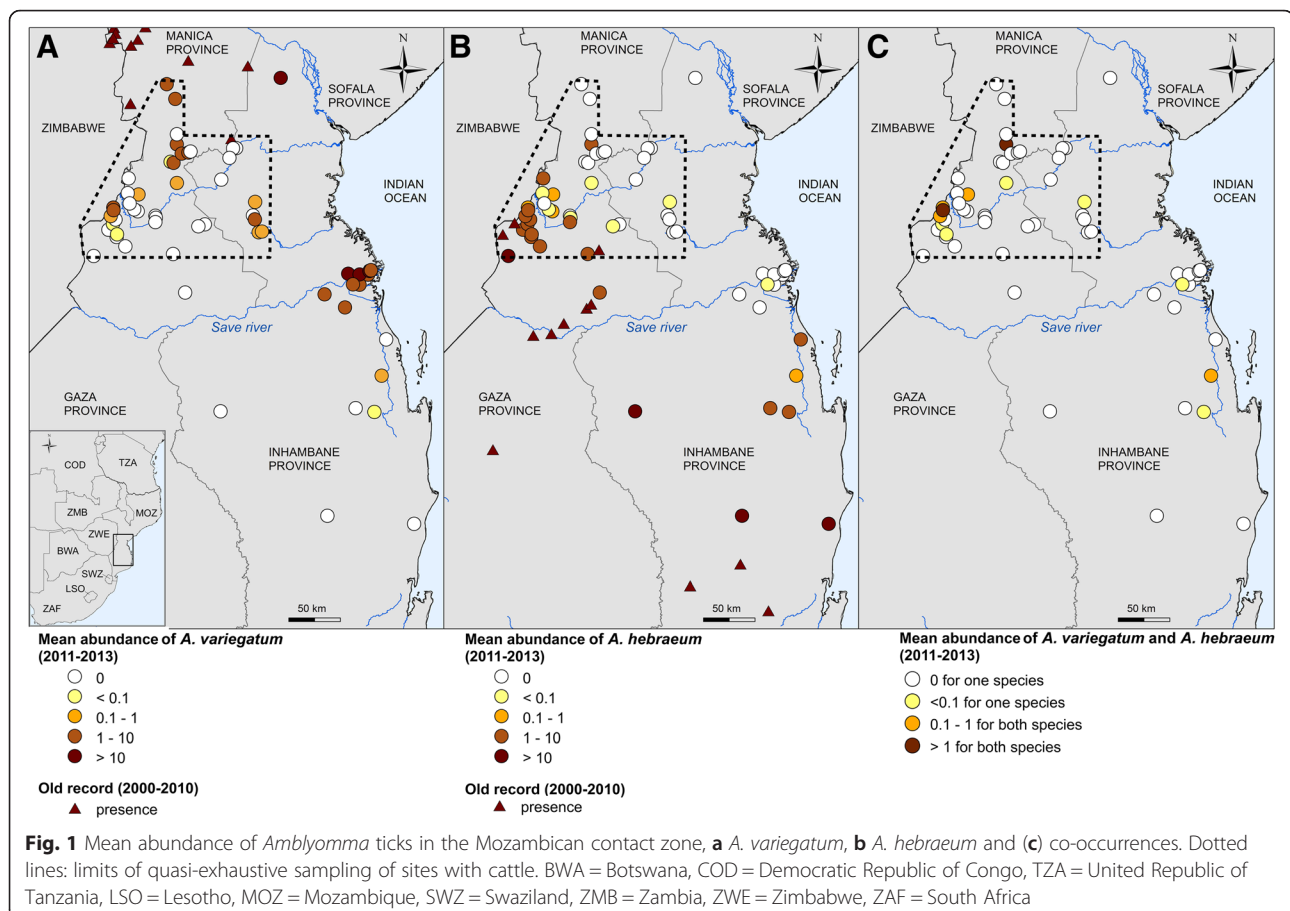 A
MANICA
PROVINCE
N
SOFALA
PROVINCE
ZIMBABWE
INDIAN
OCEAN
Save river
GAZA
PROVINCE
INHAMBANE
PROVINCE
N
COD
TZA
ZMB
MOZ
ZWE
BWA
SWZ
LSO
ZAF
50 km
B
MANICA
PROVINCE
N
SOFALA
PROVINCE
ZIMBABWE
INDIAN
OCEAN
Save river
GAZA
PROVINCE
INHAMBANE
PROVINCE
50 km
C
MANICA
PROVINCE
N
SOFALA
PROVINCE
ZIMBABWE
INDIAN
OCEAN
Save river
GAZA
PROVINCE
INHAMBANE
PROVINCE
50 km
Mean abundance of A. variegatum
(2011-2013)
0
< 0.1
0.1 - 1
1 - 10
> 10
Old record (2000-2010)
presence
Mean abundance of A. hebraeum
(2011-2013)
0
< 0.1
0.1 - 1
1 - 10
> 10
Old record (2000-2010)
presence
Mean abundance of A. variegatum and A. hebraeum
(2011-2013)
0 for one species
<0.1 for one species
0.1 - 1 for both species
> 1 for both species
Fig. 1 Mean abundance of Amblyomma ticks in the Mozambican contact zone, a A. variegatum, b A. hebraeum and (c) co-occurrences. Dotted
lines: limits of quasi-exhaustive sampling of sites with cattle. BWA = Botswana, COD = Democratic Republic of Congo, TZA = United Republic of
Tanzania, LSO = Lesotho, MOZ = Mozambique, SWZ = Swaziland, ZMB = Zambia, ZWE = Zimbabwe, ZAF = South Africa